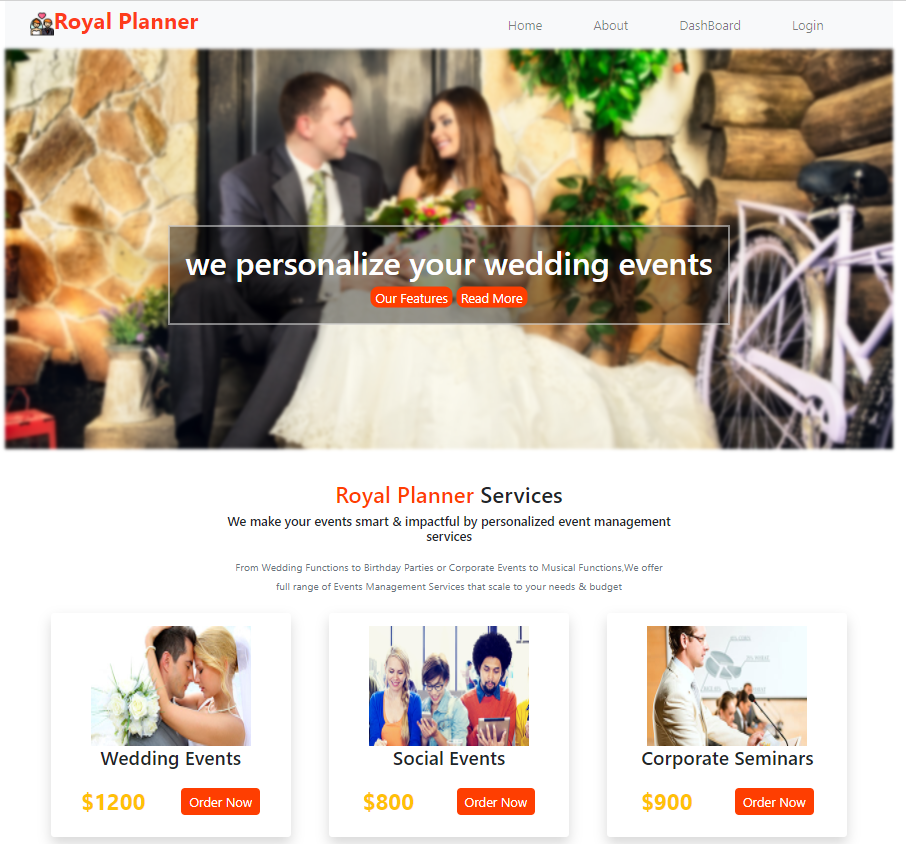 Royal Planner
Home About DashBoard Login
we personalize your wedding events
Our Features Read More
Royal Planner Services
We make your events smart & impactful by personalized event management
services
From Wedding Functions to Birthday Parties or Corporate Events to Musical Functions,We offer
full range of Events Management Services that scale to your needs & budget
Wedding Events
$1200 Order Now
Social Events
$800 Order Now
Corporate Seminars
$900 Order Now